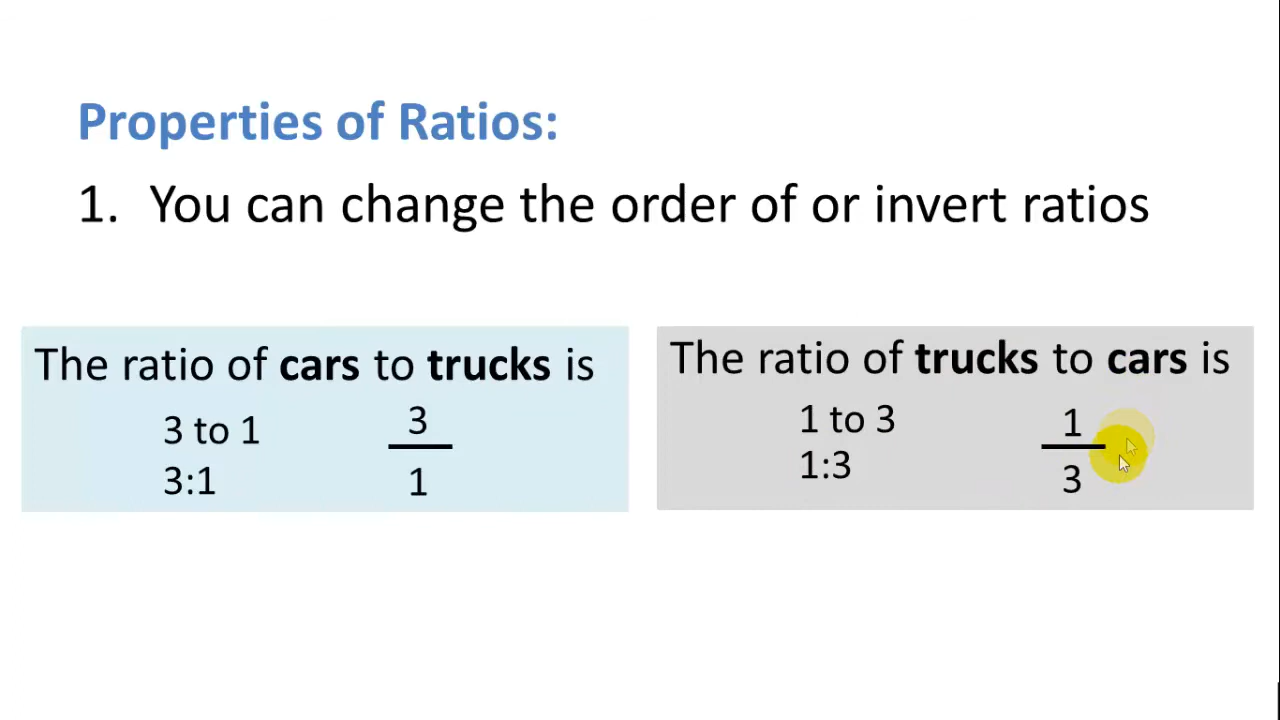 Properties of Ratios:
1. You can change the order of or invert ratios
The ratio of cars to trucks is
3 to 1
3:1
3
1
The ratio of trucks to cars is
1 to 3
1:3
1
3